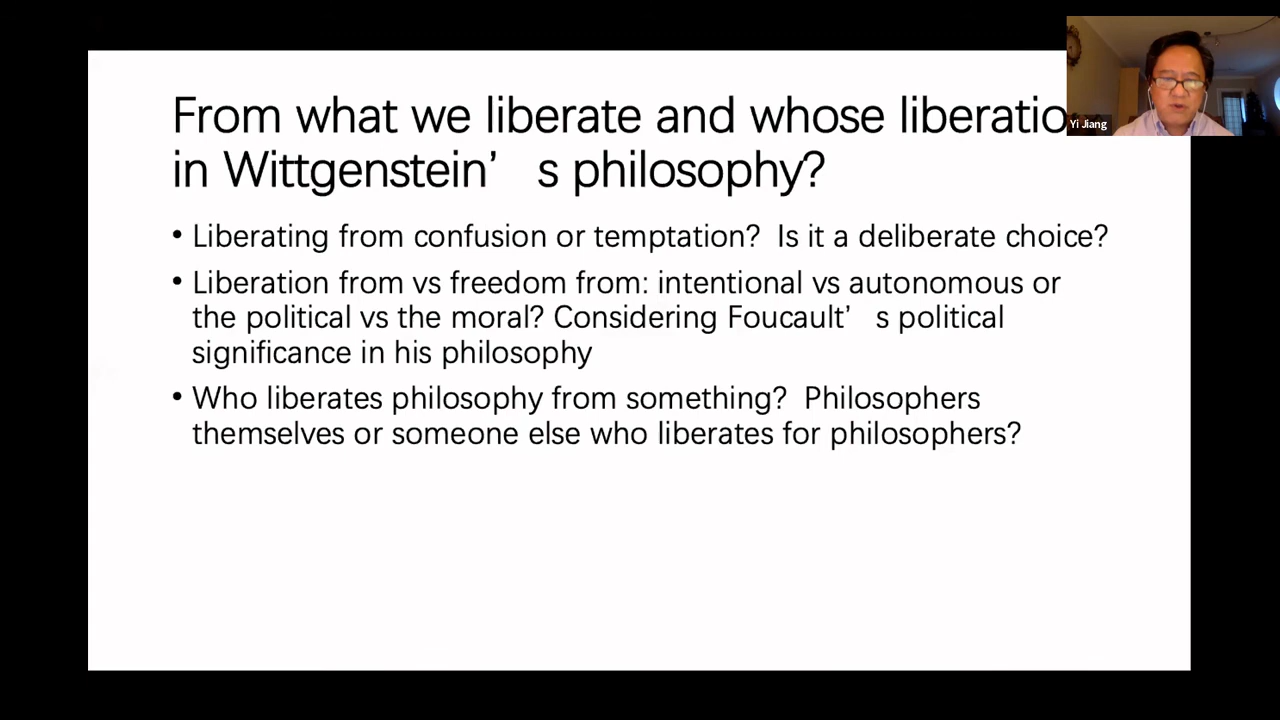 From what we liberate and whose liberatio
in Wittgenstein’ s philosophy?
• Liberating from confusion or temptation?  Is it a deliberate choice?
• Liberation from vs freedom from: intentional vs autonomous or
the political vs the moral? Considering Foucault’ s political
significance in his philosophy
• Who liberates philosophy from something?  Philosophers
themselves or someone else who liberates for philosophers?
Yi Jiang